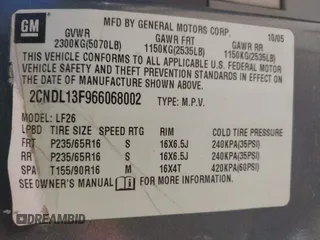 GM
MFD BY GENERAL MOTORS CORP. 10/05
GVWR GAWR FRT GAWR RR
2300KG(5070LB) 1150KG(2535LB) 1150KG(2535LB)
THIS VEHICLE CONFORMS TO ALL APPLICABLE U.S. FEDERAL MOTOR
VEHICLE SAFETY AND THEFT PREVENTION STANDARDS IN
EFFECT ON THE DATE OF MANUFACTURE SHOWN ABOVE.
2CNDL13F966068002 TYPE: M.P.V.
MODEL: LF26
LPBD TIRE SIZE SPEED RTG RIM COLD TIRE PRESSURE
FRT P235/65R16 S 16X6.5J 240KPA(35PSI)
RR P235/65R16 S 16X6.5J 240KPA(35PSI)
SPA T155/90R16 M 16X4T 420KPA(60PSI)
SEE OWNER'S MANUAL FOR ADDITIONAL INFORMATION.
DREAMBID